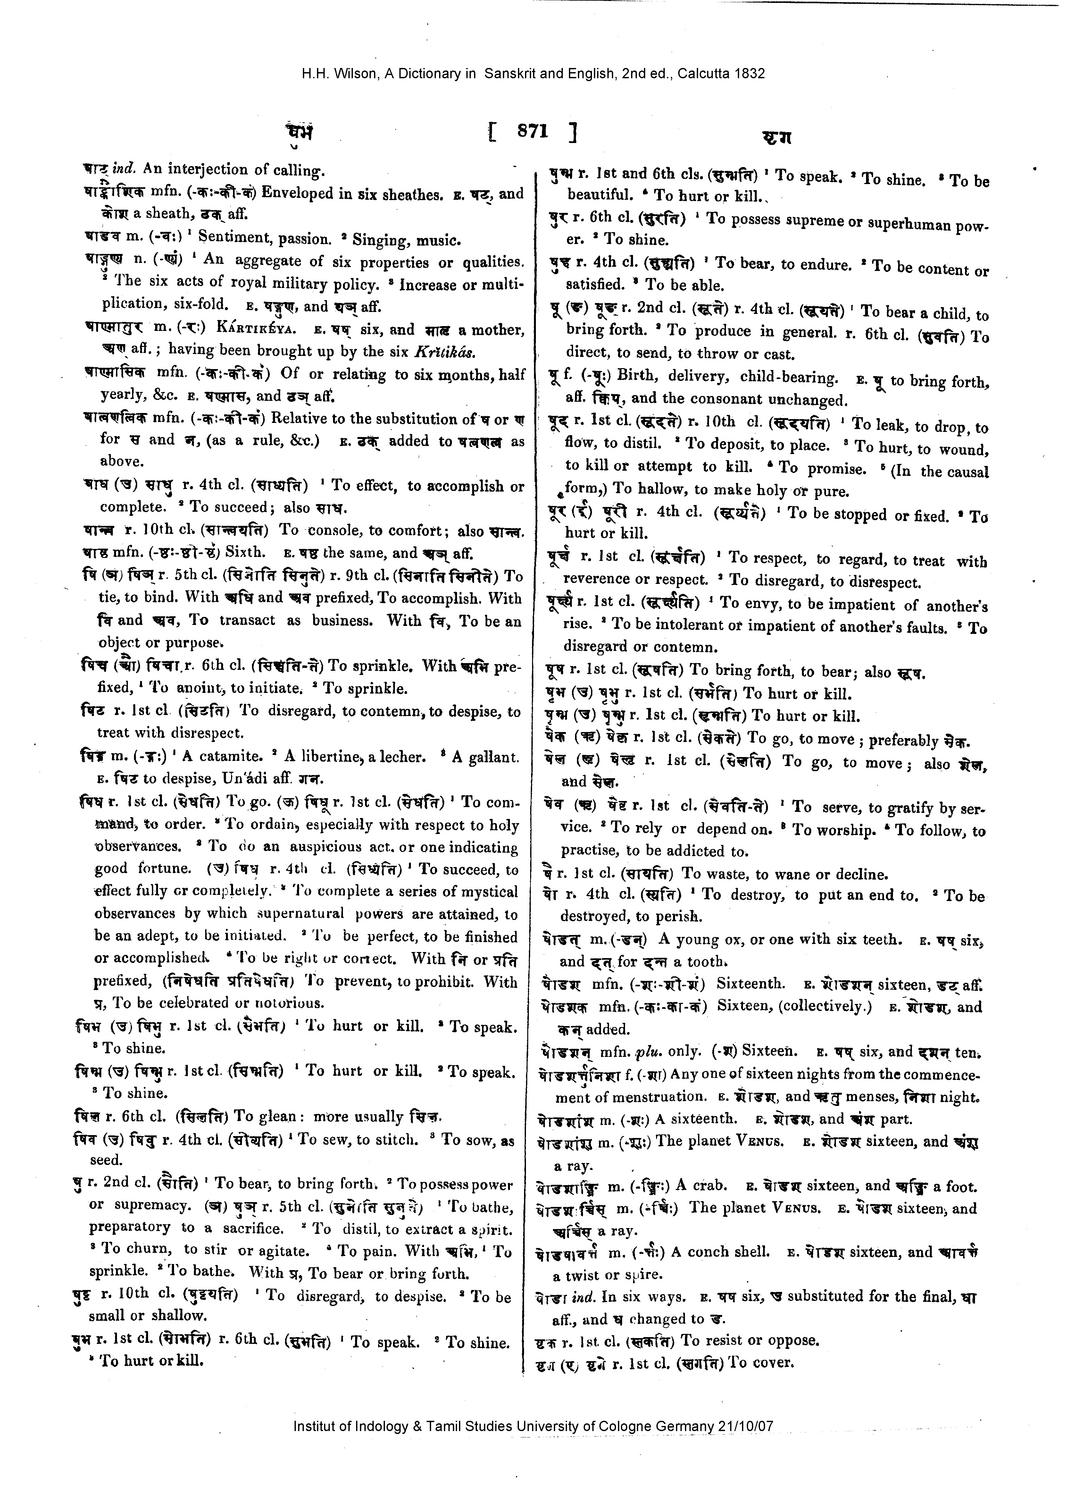 H.H. Wilson, A Dictionary in Sanskrit and English, 2nd ed., Calcutta 1832
षुभ [ 871 ] ष्टग
षाट् ind. An interjection of calling.
षाट्कौशिक mfn. (-कः-की-कं) Enveloped in six sheathes. E. षट्, and
कोश a sheath, ठक् aff.
षाडव m. (-वः) ¹ Sentiment, passion. ² Singing, music.
षाड्गुण्य n. (-ण्यं) ¹ An aggregate of six properties or qualities.
² The six acts of royal military policy. ³ Increase or multi-
plication, six-fold. E. षड्गुण, and ष्यञ् aff.
षाण्मातुर m. (-रः) KÁRTIKÉYA. E. षष् six, and मातृ a mother,
अण् aff.; having been brought up by the six Kritikás.
षाण्मासिक mfn. (-कः-की-कं) Of or relating to six months, half
yearly, &c. E. षण्मास, and ठञ् aff.
षात्वणत्विक mfn. (-कः-की-कं) Relative to the substitution of ष or ण
for स and न, (as a rule, &c.) E. ठक् added to षत्वणत्व as
above.
षाध (उ) साधु r. 4th cl. (साध्यति) ¹ To effect, to accomplish or
complete. ² To succeed; also साध.
षान्त्व r. 10th cl. (सान्त्वयति) To console, to comfort; also सान्त्व.
षाष्ठ mfn. (-ष्ठः-ष्ठी-ष्ठं) Sixth. E. षष्ठ the same, and अञ् aff.
षि (ञ) षिञ् r. 5th cl. (सिनोति सिनुते) r. 9th cl. (सिनाति सिनीते) To
tie, to bind. With अधि and अव prefixed, To accomplish. With
वि and अव, To transact as business. With वि, To be an
object or purpose.
षिच (औ) षिचा r. 6th cl. (सिञ्चति-ते) To sprinkle. With अभि pre-
fixed, ¹ To anoint, to initiate. ² To sprinkle.
षिट r. 1st cl. (सिटति) To disregard, to contemn, to despise, to
treat with disrespect.
षिड्ग m. (-ड्गः) ¹ A catamite. ² A libertine, a lecher. ³ A gallant.
E. षिट to despise, Un'ádi aff. गन्.
षिध r. 1st cl. (सेधति) To go. (ऊ) षिधू r. 1st cl. (सेधति) ¹ To com-
mand, to order. ² To ordain, especially with respect to holy
observances. ³ To do an auspicious act. or one indicating
good fortune. (उ) षिधु r. 4th cl. (सिध्यति) ¹ To succeed, to
effect fully or completely. ² To complete a series of mystical
observances by which supernatural powers are attained, to
be an adept, to be initiated. ³ To be perfect, to be finished
or accomplished. ⁴ To be right or correct. With नि or प्रति
prefixed, (निषेधति प्रतिषेधति) To prevent, to prohibit. With
प्र, To be celebrated or notorious.
षिभ (उ) षिभु r. 1st cl. (सेभति) ¹ To hurt or kill. ² To speak.
³ To shine.
षिम्भ (उ) षिम्भु r. 1st cl. (सिम्भति) ¹ To hurt or kill. ² To speak.
³ To shine.
षिल r. 6th cl. (सिलति) To glean: more usually सिल.
षिव (उ) षिवु r. 4th cl. (सीव्यति) ¹ To sew, to stitch. ² To sow, as
seed.
षु r. 2nd cl. (सौति) ¹ To bear, to bring forth. ² To possess power
or supremacy. (ञ) षुञ् r. 5th cl. (सुनोति सुनुते) ¹ To bathe,
preparatory to a sacrifice. ² To distil, to extract a spirit.
³ To churn, to stir or agitate. ⁴ To pain. With अभि, ¹ To
sprinkle. ² To bathe. With प्र, To bear or bring forth.
षुट्ट r. 10th cl. (षुट्टयति) ¹ To disregard, to despise. ² To be
small or shallow.
षुभ r. 1st cl. (सोभति) r. 6th cl. (सुभति) ¹ To speak. ² To shine.
³ To hurt or kill.
षुम्भ r. 1st and 6th cls. (सुम्भति) ¹ To speak. ² To shine. ³ To be
beautiful. ⁴ To hurt or kill.
षुर r. 6th cl. (सुरति) ¹ To possess supreme or superhuman pow-
er. ² To shine.
षुह r. 4th cl. (सुह्यति) ¹ To bear, to endure. ² To be content or
satisfied. ³ To be able.
षू (ङ) षूङ् r. 2nd cl. (सूते) r. 4th cl. (सूयते) ¹ To bear a child, to
bring forth. ² To produce in general. r. 6th cl. (सुवति) To
direct, to send, to throw or cast.
षू f. (-षूः) Birth, delivery, child-bearing. E. षू to bring forth,
aff. क्विप्, and the consonant unchanged.
षूद r. 1st cl. (सूदते) r. 10th cl. (सूदयति) ¹ To leak, to drop, to
flow, to distil. ² To deposit, to place. ³ To hurt, to wound,
to kill or attempt to kill. ⁴ To promise. ⁵ (In the causal
form,) To hallow, to make holy or pure.
षूर (ई) षूरी r. 4th cl. (सूर्य्यते) ¹ To be stopped or fixed. ² To
hurt or kill.
षूर्च r. 1st cl. (सूर्चति) ¹ To respect, to regard, to treat with
reverence or respect. ² To disregard, to disrespect.
षूर्क्ष्य r. 1st cl. (सूर्क्ष्यति) ¹ To envy, to be impatient of another's
rise. ² To be intolerant or impatient of another's faults. ³ To
disregard or contemn.
षूष r. 1st cl. (सूषति) To bring forth, to bear; also सूष.
षृभ (उ) षृभु r. 1st cl. (सर्भति) To hurt or kill.
षृम्भ (उ) षृम्भु r. 1st cl. (सृम्भति) To hurt or kill.
षेक (ऋ) षेकृ r. 1st cl. (सेकते) To go, to move; preferably सेक.
षेल (ऋ) षेलृ r. 1st cl. (सेलति) To go, to move; also शेल,
and सेल.
षेव (ऋ) षेवृ r. 1st cl. (सेवति-ते) ¹ To serve, to gratify by ser-
vice. ² To rely or depend on. ³ To worship. ⁴ To follow, to
practise, to be addicted to.
षै r. 1st cl. (सायति) To waste, to wane or decline.
षो r. 4th cl. (स्यति) ¹ To destroy, to put an end to. ² To be
destroyed, to perish.
षोडत् m. (-डन्) A young ox, or one with six teeth. E. षष् six,
and दत् for दन्त a tooth.
षोडश mfn. (-शः-शी-शं) Sixteenth. E. षोडशन् sixteen, डट् aff.
षोडशक mfn. (-कः-का-कं) Sixteen, (collectively.) E. षोडश, and
कन् added.
षोडशन् mfn. plu. only. (-श) Sixteen. E. षष् six, and दशन् ten.
षोडशर्त्तुनिशा f. (-शा) Any one of sixteen nights from the commence-
ment of menstruation. E. षोडश, and ऋतु menses, निशा night.
षोडशांश m. (-शः) A sixteenth. E. षोडश, and अंश part.
षोडशांशु m. (-शुः) The planet VENUS. E. षोडश sixteen, and अंशु
a ray.
षोडशाङ्घ्रि m. (-ङ्घ्रिः) A crab. E. षोडश sixteen, and अङ्घ्रि a foot.
षोडशार्चिस् m. (-र्चिः) The planet VENUS. E. षोडश sixteen, and
अर्चिस् a ray.
षोडशावर्त्त m. (-र्त्तः) A conch shell. E. षोडश sixteen, and आवर्त्त
a twist or spire.
षोडा ind. In six ways. E. षष six, उ substituted for the final, धा
aff., and ध changed to ड.
ष्टक r. 1st. cl. (स्तकति) To resist or oppose.
ष्टग (ए) ष्टगे r. 1st cl. (स्तगति) To cover.
Institut of Indology & Tamil Studies University of Cologne Germany 21/10/07